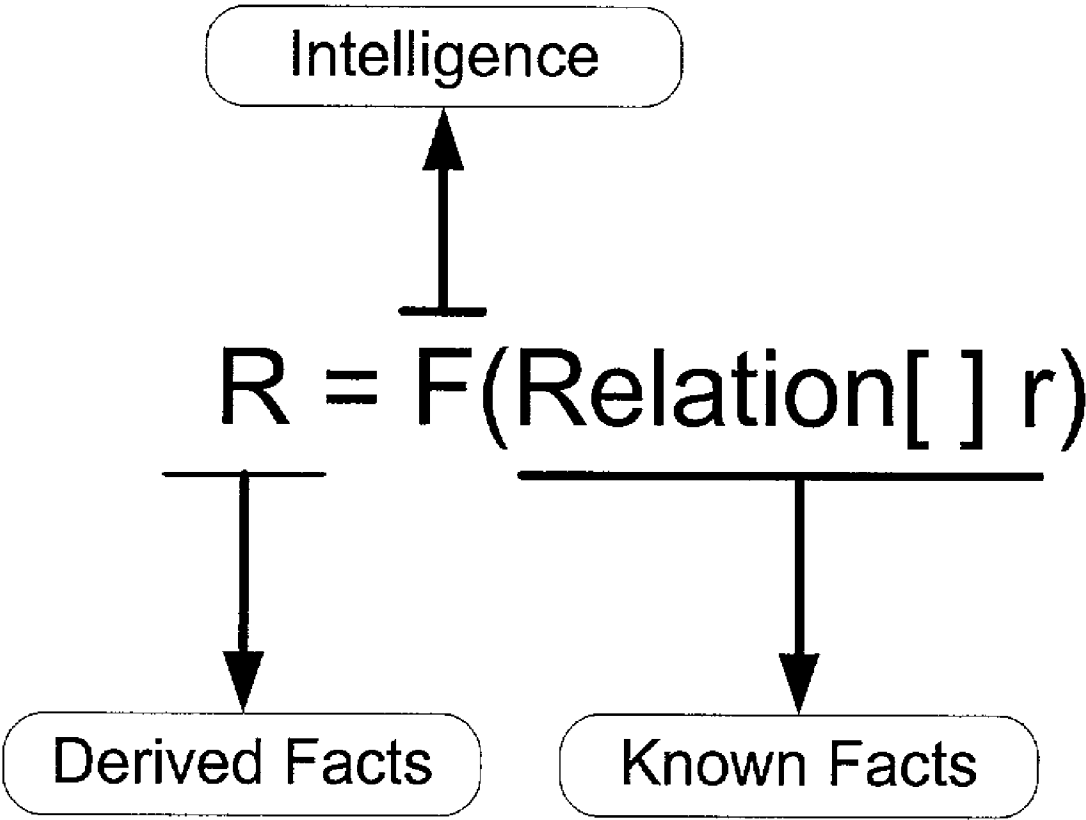 Intelligence
R = F(Relation[ ] r)
Derived Facts
Known Facts